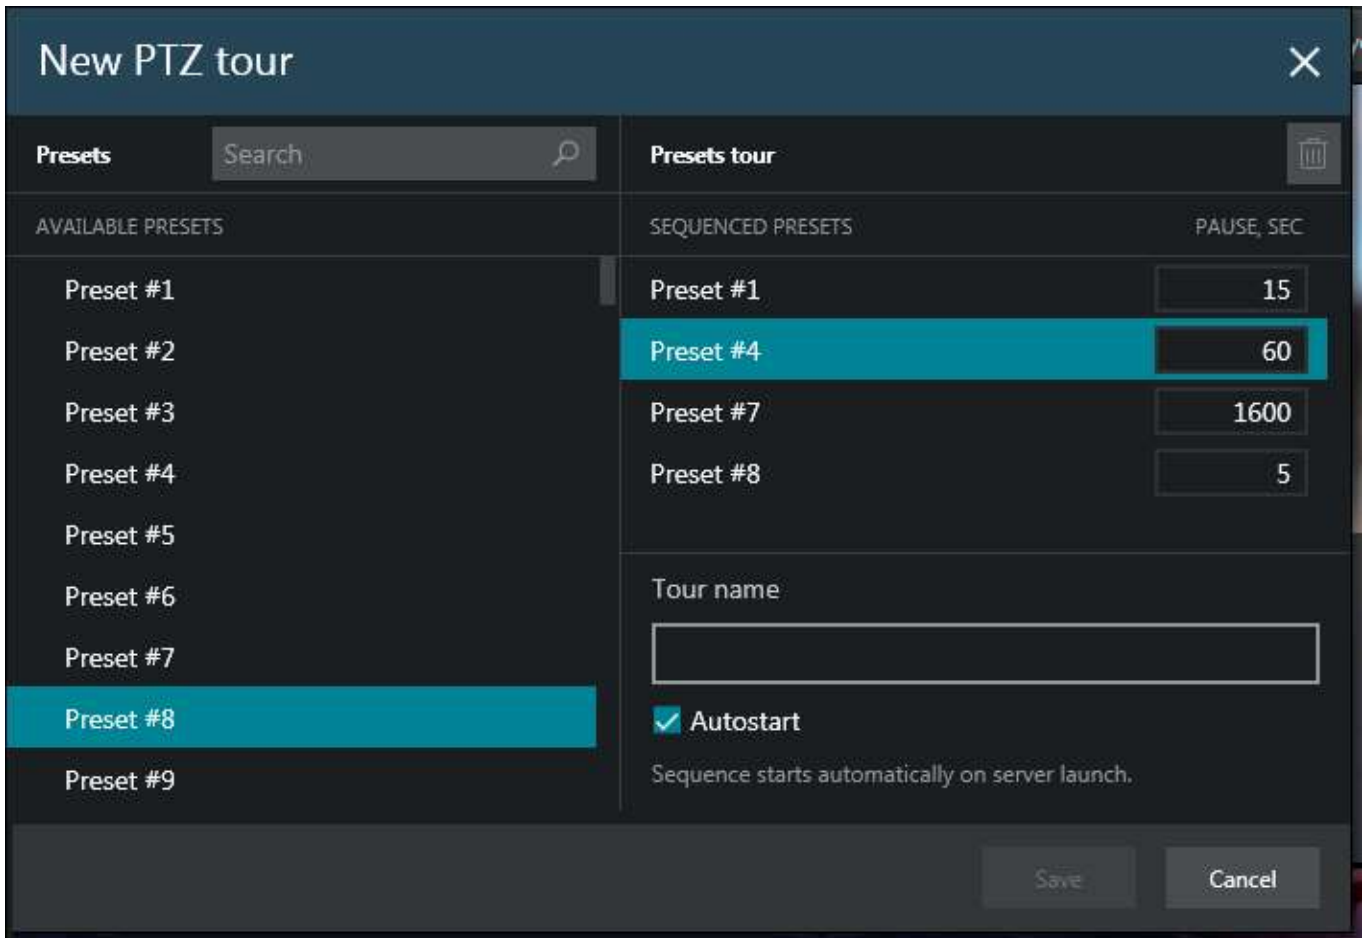 New PTZ tour
Presets
Search
Presets tour
AVAILABLE PRESETS
SEQUENCED PRESETS
PAUSE, SEC
Preset #1
Preset #2
Preset #3
Preset #4
Preset #5
Preset #6
Preset #7
Preset #8
Preset #9
Preset #1 15
Preset #4 60
Preset #7 1600
Preset #8 5
Tour name
Autostart
Sequence starts automatically on server launch.
Save
Cancel